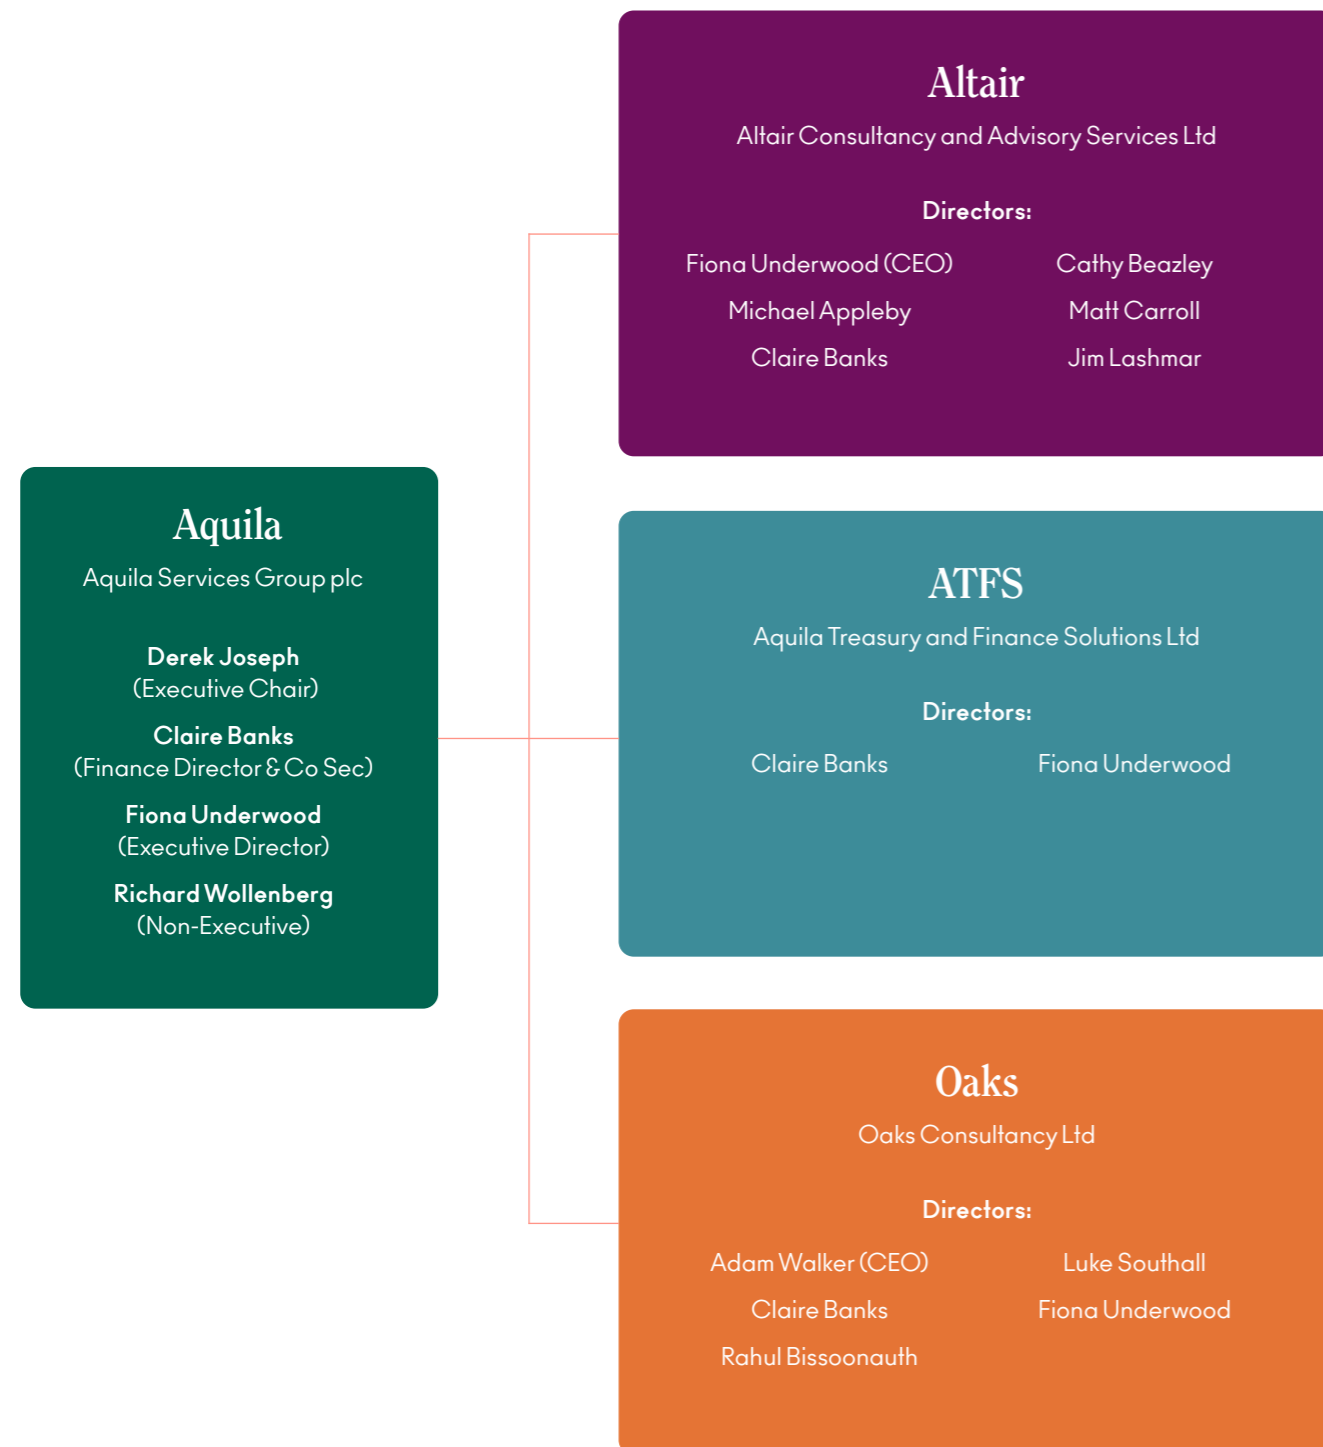 Aquila
Aquila Services Group plc
Derek Joseph
(Executive Chair)
Claire Banks
(Finance Director & Co Sec)
Fiona Underwood
(Executive Director)
Richard Wollenberg
(Non-Executive)
Altair
Altair Consultancy and Advisory Services Ltd
Directors:
Fiona Underwood (CEO) Cathy Beazley
Michael Appleby Matt Carroll
Claire Banks Jim Lashmar
ATFS
Aquila Treasury and Finance Solutions Ltd
Directors:
Claire Banks Fiona Underwood
Oaks
Oaks Consultancy Ltd
Directors:
Adam Walker (CEO) Luke Southall
Claire Banks Fiona Underwood
Rahul Bissoonauth